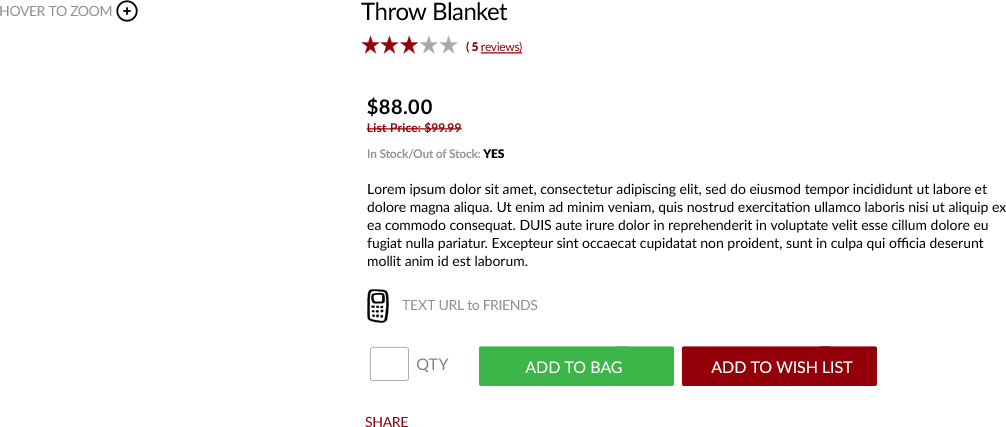 HOVER TO ZOOM
Throw Blanket
( 5 reviews)
$88.00
List Price: $99.99
In Stock/Out of Stock: YES
Lorem ipsum dolor sit amet, consectetur adipiscing elit, sed do eiusmod tempor incididunt ut labore et
dolore magna aliqua. Ut enim ad minim veniam, quis nostrud exercitation ullamco laboris nisi ut aliquip ex
ea commodo consequat. DUIS aute irure dolor in reprehenderit in voluptate velit esse cillum dolore eu
fugiat nulla pariatur. Excepteur sint occaecat cupidatat non proident, sunt in culpa qui officia deserunt
mollit anim id est laborum.
TEXT URL to FRIENDS
QTY
ADD TO BAG
ADD TO WISH LIST
SHARE